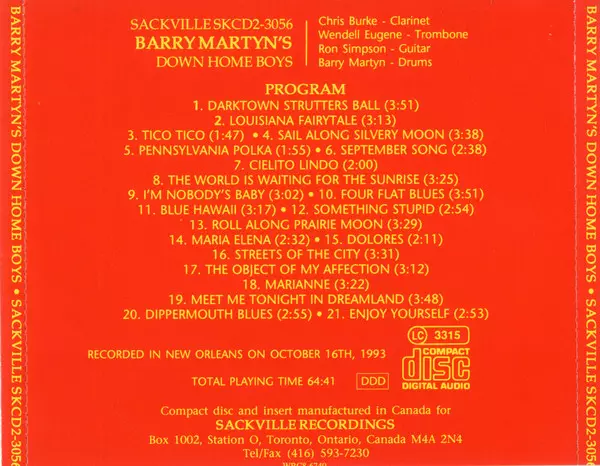 SACKVILLE SKCD2-3056
BARRY MARTYN'S
DOWN HOME BOYS
Chris Burke - Clarinet
Wendell Eugene - Trombone
Ron Simpson - Guitar
Barry Martyn - Drums
PROGRAM
1. DARKTOWN STRUTTERS BALL (3:51)
2. LOUISIANA FAIRYTALE (3:13)
3. TICO TICO (1:47) • 4. SAIL ALONG SILVERY MOON (3:38)
5. PENNSYLVANIA POLKA (1:55) • 6. SEPTEMBER SONG (2:38)
7. CIELITO LINDO (2:00)
8. THE WORLD IS WAITING FOR THE SUNRISE (3:25)
9. I'M NOBODY'S BABY (3:02) • 10. FOUR FLAT BLUES (3:51)
11. BLUE HAWAII (3:17) • 12. SOMETHING STUPID (2:54)
13. ROLL ALONG PRAIRIE MOON (3:29)
14. MARIA ELENA (2:32) • 15. DOLORES (2:11)
16. STREETS OF THE CITY (3:31)
17. THE OBJECT OF MY AFFECTION (3:12)
18. MARIANNE (3:22)
19. MEET ME TONIGHT IN DREAMLAND (3:48)
20. DIPPERMOUTH BLUES (2:55) • 21. ENJOY YOURSELF (2:53)
LC 3315
RECORDED IN NEW ORLEANS ON OCTOBER 16TH, 1993
COMPACT
disc
DIGITAL AUDIO
TOTAL PLAYING TIME 64:41 DDD
Compact disc and insert manufactured in Canada for
SACKVILLE RECORDINGS
Box 1002, Station O, Toronto, Ontario, Canada M4A 2N4
Tel/Fax (416) 593-7230
BARRY MARTYN'S DOWN HOME BOYS • SACKVILLE SKCD2-3056
BARRY MARTYN'S DOWN HOME BOYS • SACKVILLE SKCD2-3056